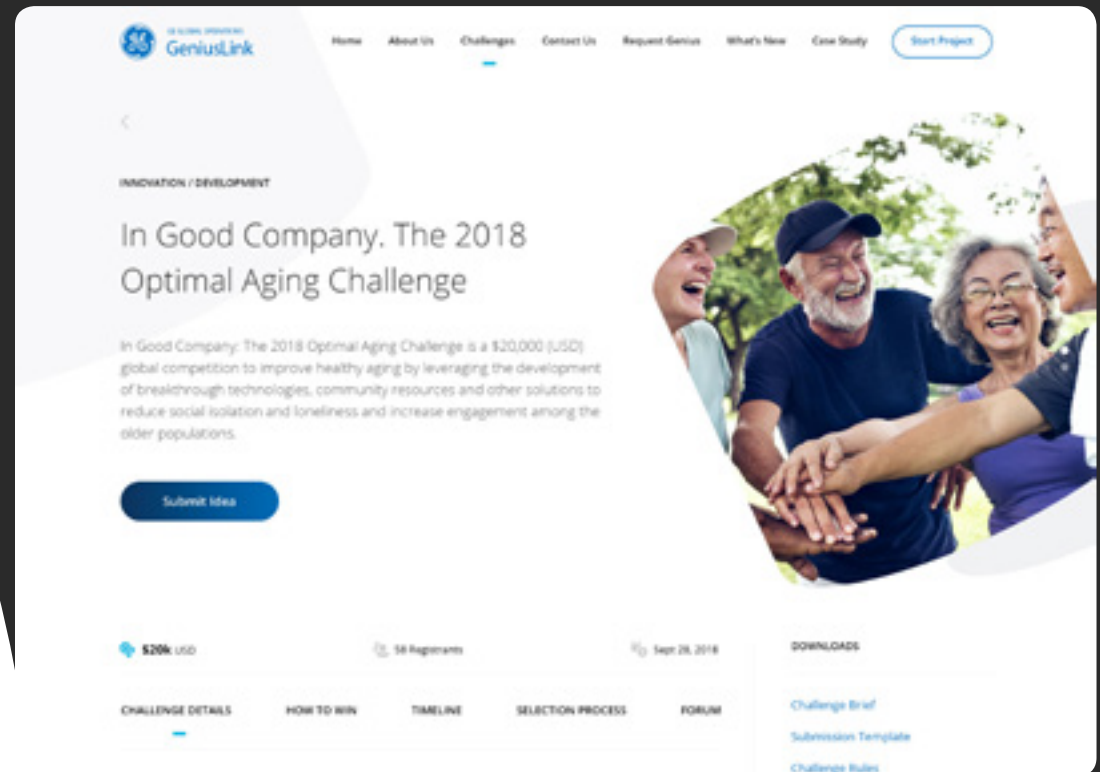 GE GLOBAL OPERATIONS
GeniusLink
Home About Us Challenges Contact Us Request Genius What's New Case Study Start Project
INNOVATION / DEVELOPMENT
In Good Company. The 2018
Optimal Aging Challenge
In Good Company: The 2018 Optimal Aging Challenge is a $20,000 (USD)
global competition to improve healthy aging by leveraging the development
of breakthrough technologies, community resources and other solutions to
reduce social isolation and loneliness and increase engagement among the
older populations.
Submit Idea
$20k USD 58 Registrants Sept 28, 2018
CHALLENGE DETAILS HOW TO WIN TIMELINE SELECTION PROCESS FORUM
DOWNLOADS
Challenge Brief
Submission Template
Challenge Rules